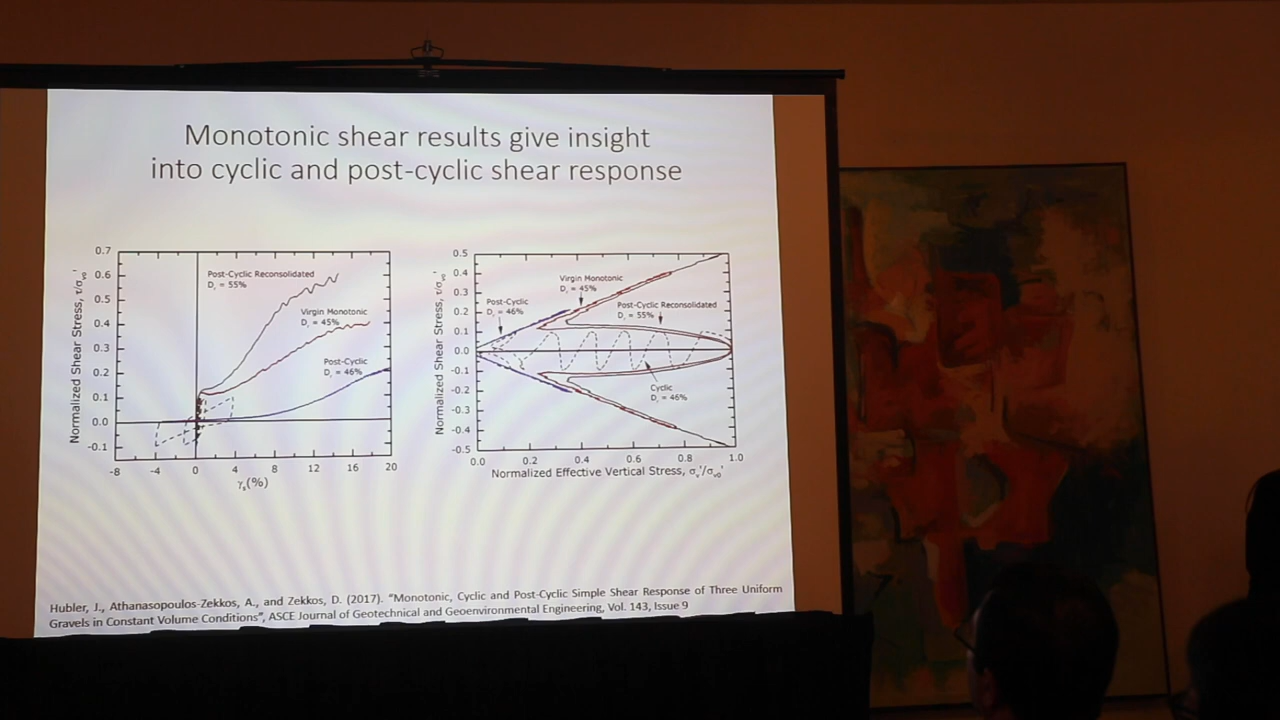 Monotonic shear results give insight
into cyclic and post-cyclic shear response
0.7
0.6
0.5
0.4
0.3
0.2
0.1
0.0
-0.1
Normalized Shear Stress, τ/σv0'
Post-Cyclic Reconsolidated
Dr = 55%
Virgin Monotonic
Dr = 45%
Post-Cyclic
Dr = 46%
-8 -4 0 4 8 12 16 20
γs(%)
0.5
0.4
0.3
0.2
0.1
0.0
-0.1
-0.2
-0.3
-0.4
-0.5
Normalized Shear Stress, τ/σv0'
Virgin Monotonic
Dr = 45%
Post-Cyclic
Dr = 46%
Post-Cyclic Reconsolidated
Dr = 55%
Cyclic
Dr = 46%
0.0 0.2 0.4 0.6 0.8 1.0
Normalized Effective Vertical Stress, σv'/σv0'
Hubler, J., Athanasopoulos-Zekkos, A., and Zekkos, D. (2017). “Monotonic, Cyclic and Post-Cyclic Simple Shear Response of Three Uniform
Gravels in Constant Volume Conditions”, ASCE Journal of Geotechnical and Geoenvironmental Engineering, Vol. 143, Issue 9